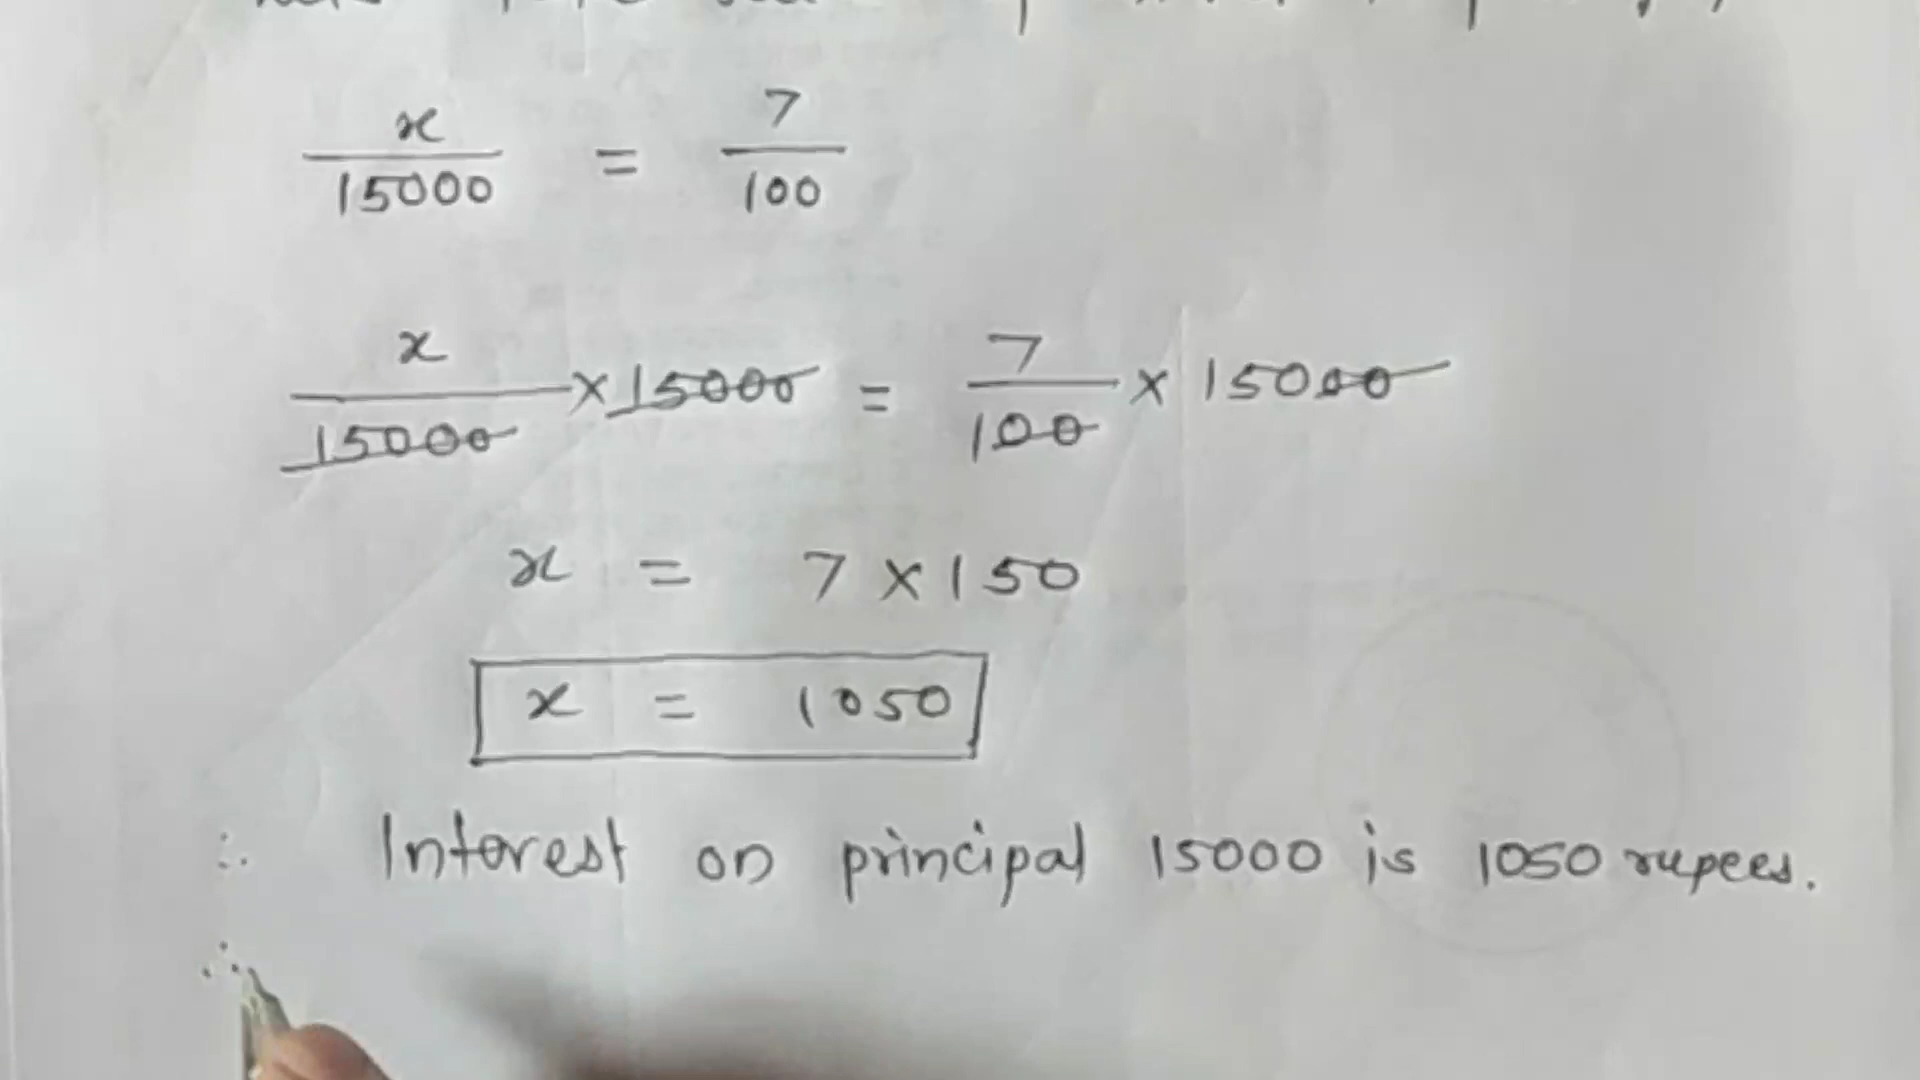 x/15000 = 7/100
x/15000 × 15000 = 7/100 × 15000
x = 7 × 150
x = 1050
∴ Interest on principal 15000 is 1050 rupees.
∴